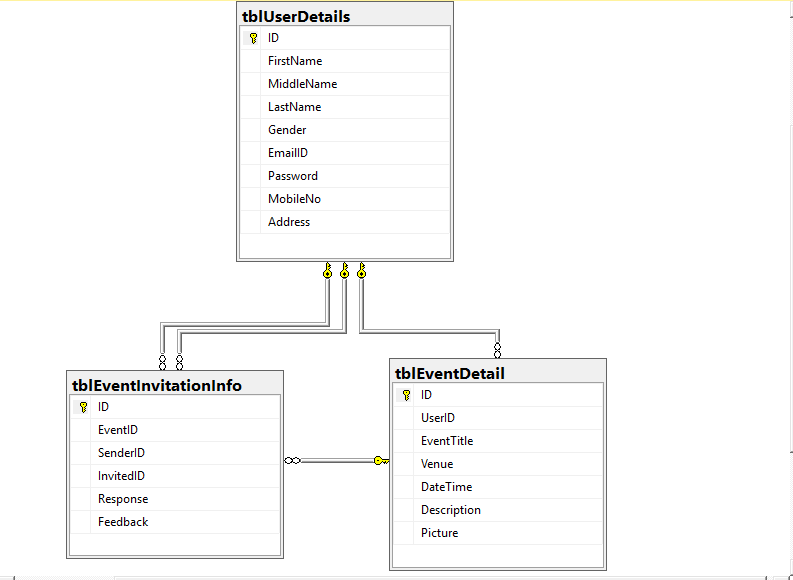 tblUserDetails
ID
FirstName
MiddleName
LastName
Gender
EmailID
Password
MobileNo
Address
tblEventInvitationInfo
ID
EventID
SenderID
InvitedID
Response
Feedback
tblEventDetail
ID
UserID
EventTitle
Venue
DateTime
Description
Picture